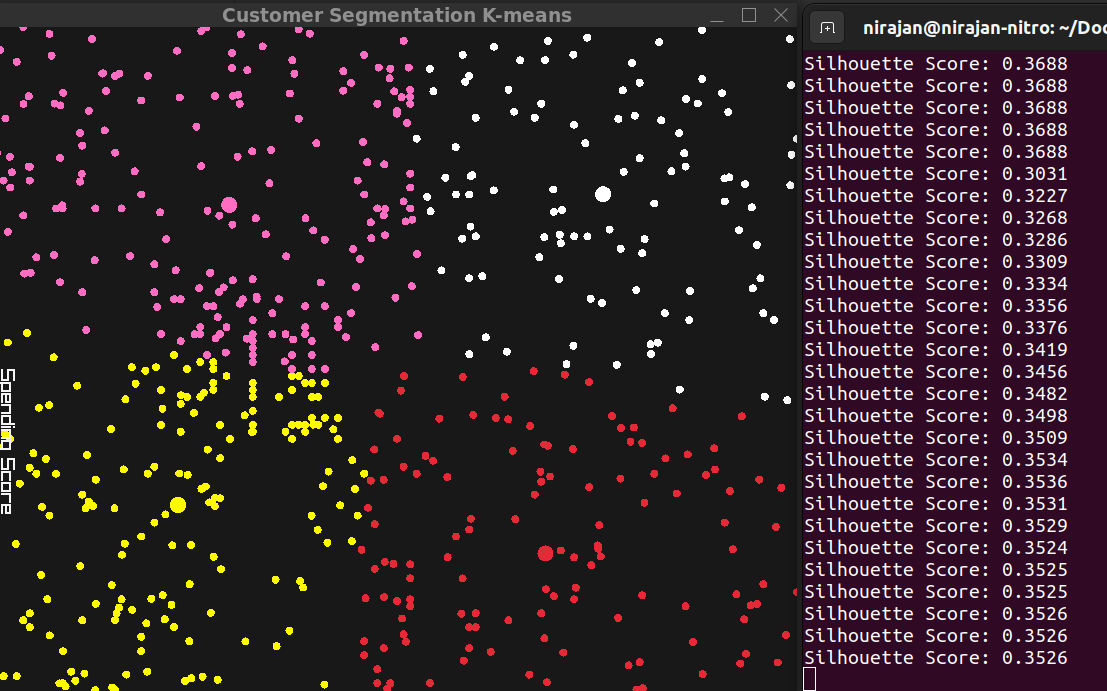 Customer Segmentation K-means
Spending Score
nirajan@nirajan-nitro: ~/Doc
Silhouette Score: 0.3688
Silhouette Score: 0.3688
Silhouette Score: 0.3688
Silhouette Score: 0.3688
Silhouette Score: 0.3688
Silhouette Score: 0.3031
Silhouette Score: 0.3227
Silhouette Score: 0.3268
Silhouette Score: 0.3286
Silhouette Score: 0.3309
Silhouette Score: 0.3334
Silhouette Score: 0.3356
Silhouette Score: 0.3376
Silhouette Score: 0.3419
Silhouette Score: 0.3456
Silhouette Score: 0.3482
Silhouette Score: 0.3498
Silhouette Score: 0.3509
Silhouette Score: 0.3534
Silhouette Score: 0.3536
Silhouette Score: 0.3531
Silhouette Score: 0.3529
Silhouette Score: 0.3524
Silhouette Score: 0.3525
Silhouette Score: 0.3525
Silhouette Score: 0.3526
Silhouette Score: 0.3526
Silhouette Score: 0.3526